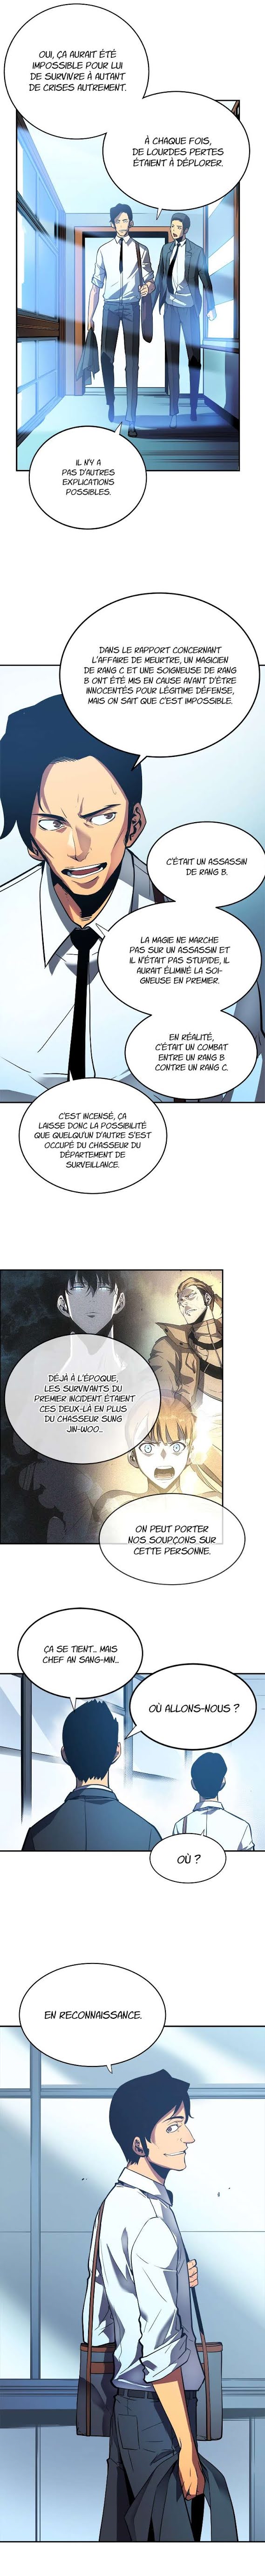 OUI, ÇA AURAIT ÉTÉ
IMPOSSIBLE POUR LUI
DE SURVIVRE À AUTANT
DE CRISES AUTREMENT.
À CHAQUE FOIS,
DE LOURDES PERTES
ÉTAIENT À DÉPLORER.
IL N'Y A
PAS D'AUTRES
EXPLICATIONS
POSSIBLES.
DANS LE RAPPORT CONCERNANT
L'AFFAIRE DE MEURTRE, UN MAGICIEN
DE RANG C ET UNE SOIGNEUSE DE RANG
B ONT ÉTÉ MIS EN CAUSE AVANT D'ÊTRE
INNOCENTÉS POUR LÉGITIME DÉFENSE,
MAIS ON SAIT QUE C'EST IMPOSSIBLE.
C'ÉTAIT UN ASSASSIN
DE RANG B.
LA MAGIE NE MARCHE
PAS SUR UN ASSASSIN ET
IL N'ÉTAIT PAS STUPIDE, IL
AURAIT ÉLIMINÉ LA SOI-
GNEUSE EN PREMIER.
EN RÉALITÉ,
C'ÉTAIT UN COMBAT
ENTRE UN RANG B
CONTRE UN RANG C.
C'EST INCENSÉ, ÇA
LAISSE DONC LA POSSIBILITÉ
QUE QUELQU'UN D'AUTRE S'EST
OCCUPÉ DU CHASSEUR DU
DÉPARTEMENT DE
SURVEILLANCE.
DÉJÀ À L'ÉPOQUE,
LES SURVIVANTS DU
PREMIER INCIDENT ÉTAIENT
CES DEUX-LÀ EN PLUS
DU CHASSEUR SUNG
JIN-WOO...
ON PEUT PORTER
NOS SOUPÇONS SUR
CETTE PERSONNE.
ÇA SE TIENT... MAIS
CHEF AN SANG-MIN...
OÙ ALLONS-NOUS ?
OÙ ?
EN RECONNAISSANCE.